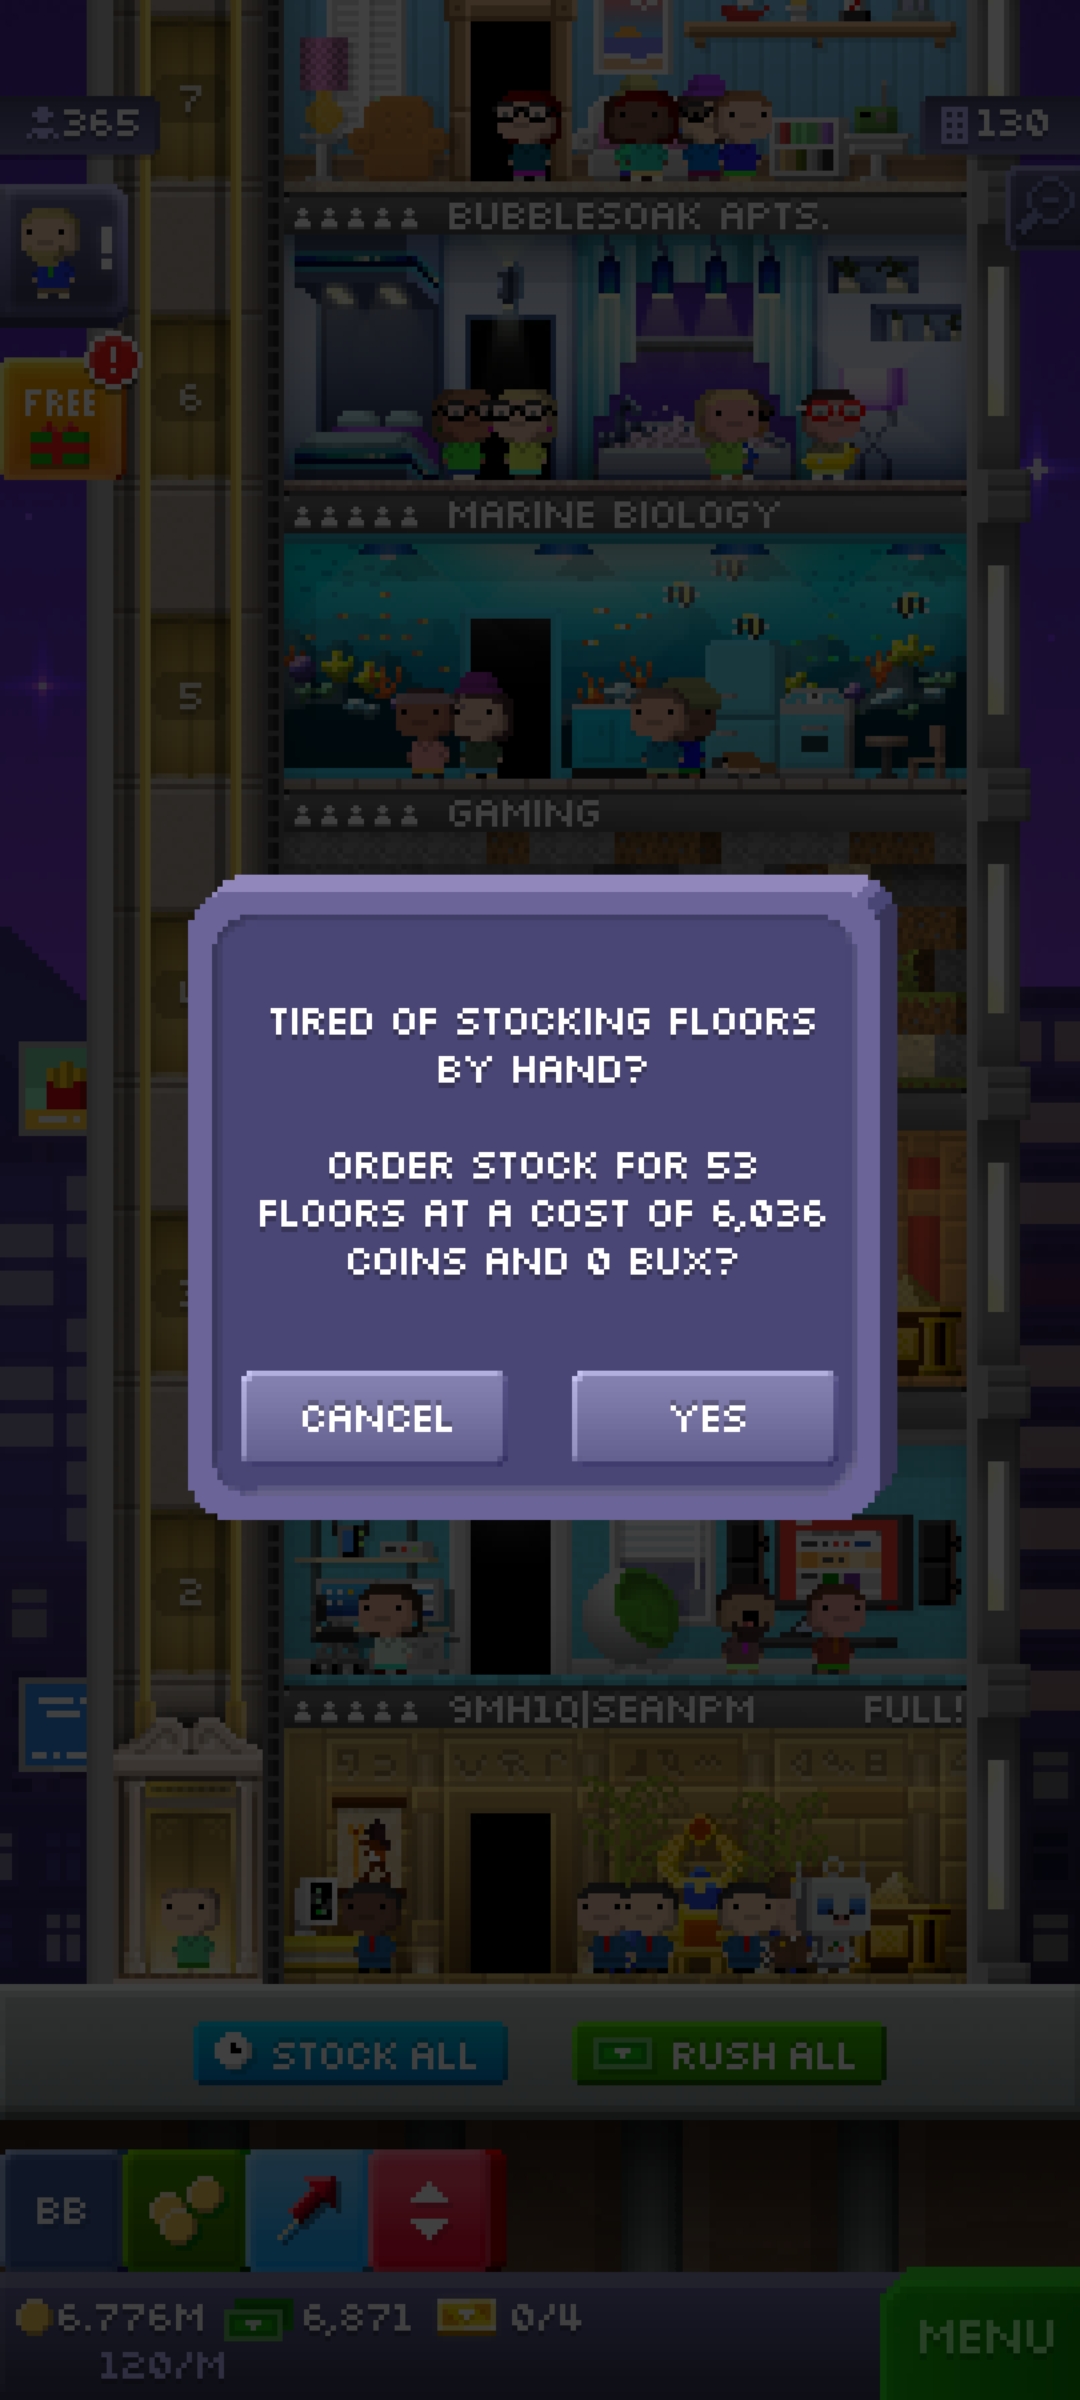 7
365
130
BUBBLESOAK APTS.
!
FREE
6
MARINE BIOLOGY
5
GAMING
TIRED OF STOCKING FLOORS
BY HAND?
ORDER STOCK FOR 53
FLOORS AT A COST OF 6,036
COINS AND 0 BUX?
CANCEL
YES
2
9MH1Q|SEANPM FULL!
STOCK ALL
RUSH ALL
BB
6.776M 6,871 0/4
120/M
MENU